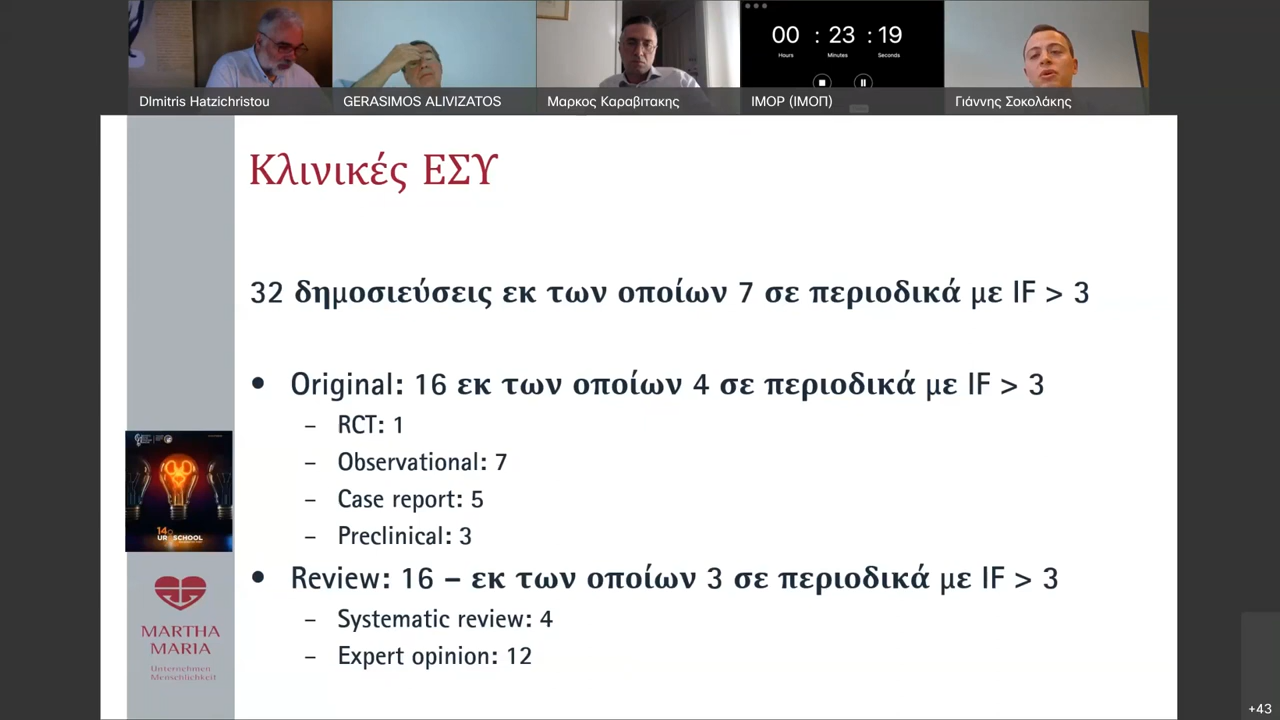 00 : 23 : 19
Hours Minutes Seconds
DImitris Hatzichristou
GERASIMOS ALIVIZATOS
Μαρκος Καραβιτακης
IMOP (ΙΜΟΠ)
Γιάννης Σοκολάκης
Κλινικές ΕΣΥ
32 δημοσιεύσεις εκ των οποίων 7 σε περιοδικά με IF > 3
• Original: 16 εκ των οποίων 4 σε περιοδικά με IF > 3
– RCT: 1
– Observational: 7
– Case report: 5
– Preclinical: 3
• Review: 16 – εκ των οποίων 3 σε περιοδικά με IF > 3
– Systematic review: 4
– Expert opinion: 12
MARTHA
MARIA
Unternehmen
Menschlichkeit
+43